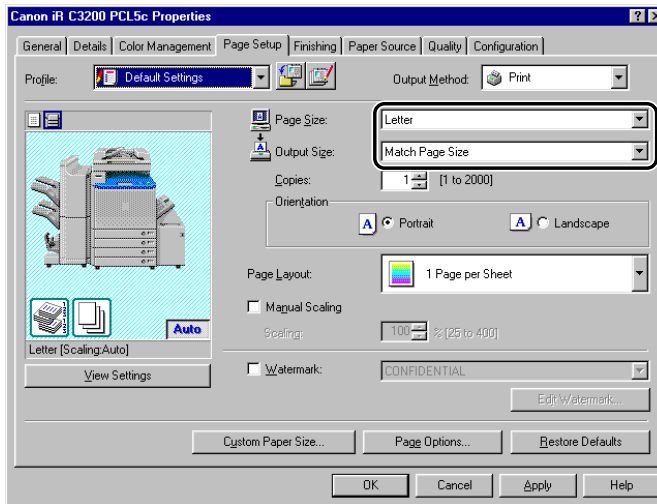 Canon iR C3200 PCL5c Properties
General Details Color Management Page Setup Finishing Paper Source Quality Configuration
Profile: Default Settings Output Method: Print
Page Size: Letter
Output Size: Match Page Size
Copies: 1 [1 to 2000]
Orientation
A Portrait A Landscape
Page Layout: 1 Page per Sheet
Manual Scaling
Auto Scaling: 100 % [25 to 400]
Letter [Scaling:Auto]
View Settings Watermark: CONFIDENTIAL
Edit Watermark...
Custom Paper Size... Page Options... Restore Defaults
OK Cancel Apply Help